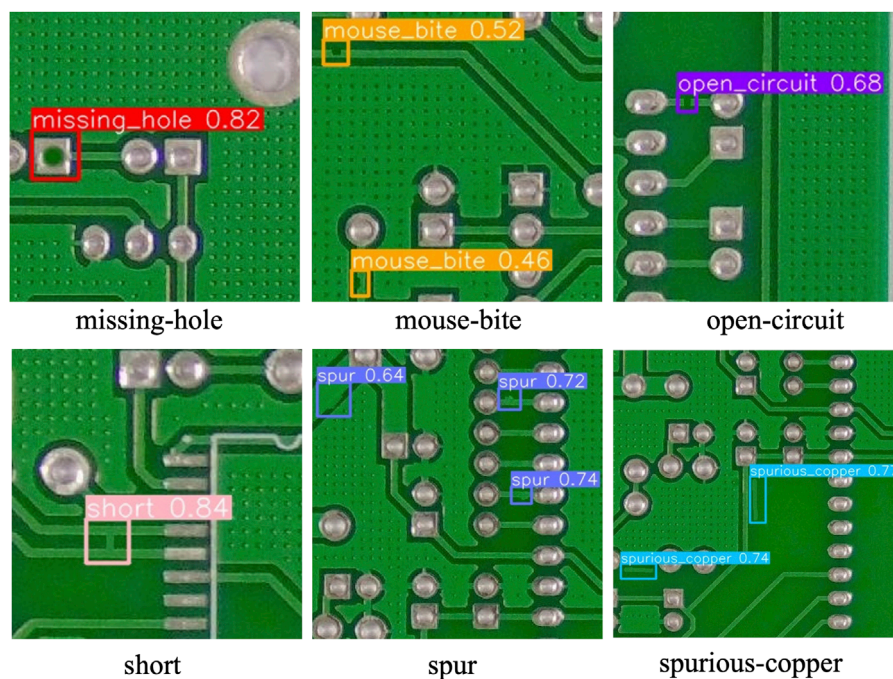 mouse_bite 0.52
open_circuit 0.68
missing_hole 0.82
mouse_bite 0.46
missing-hole
mouse-bite
open-circuit
spur 0.64
spur 0.72
spurious_copper 0.7
short 0.84
spur 0.74
spurious_copper 0.74
short
spur
spurious-copper